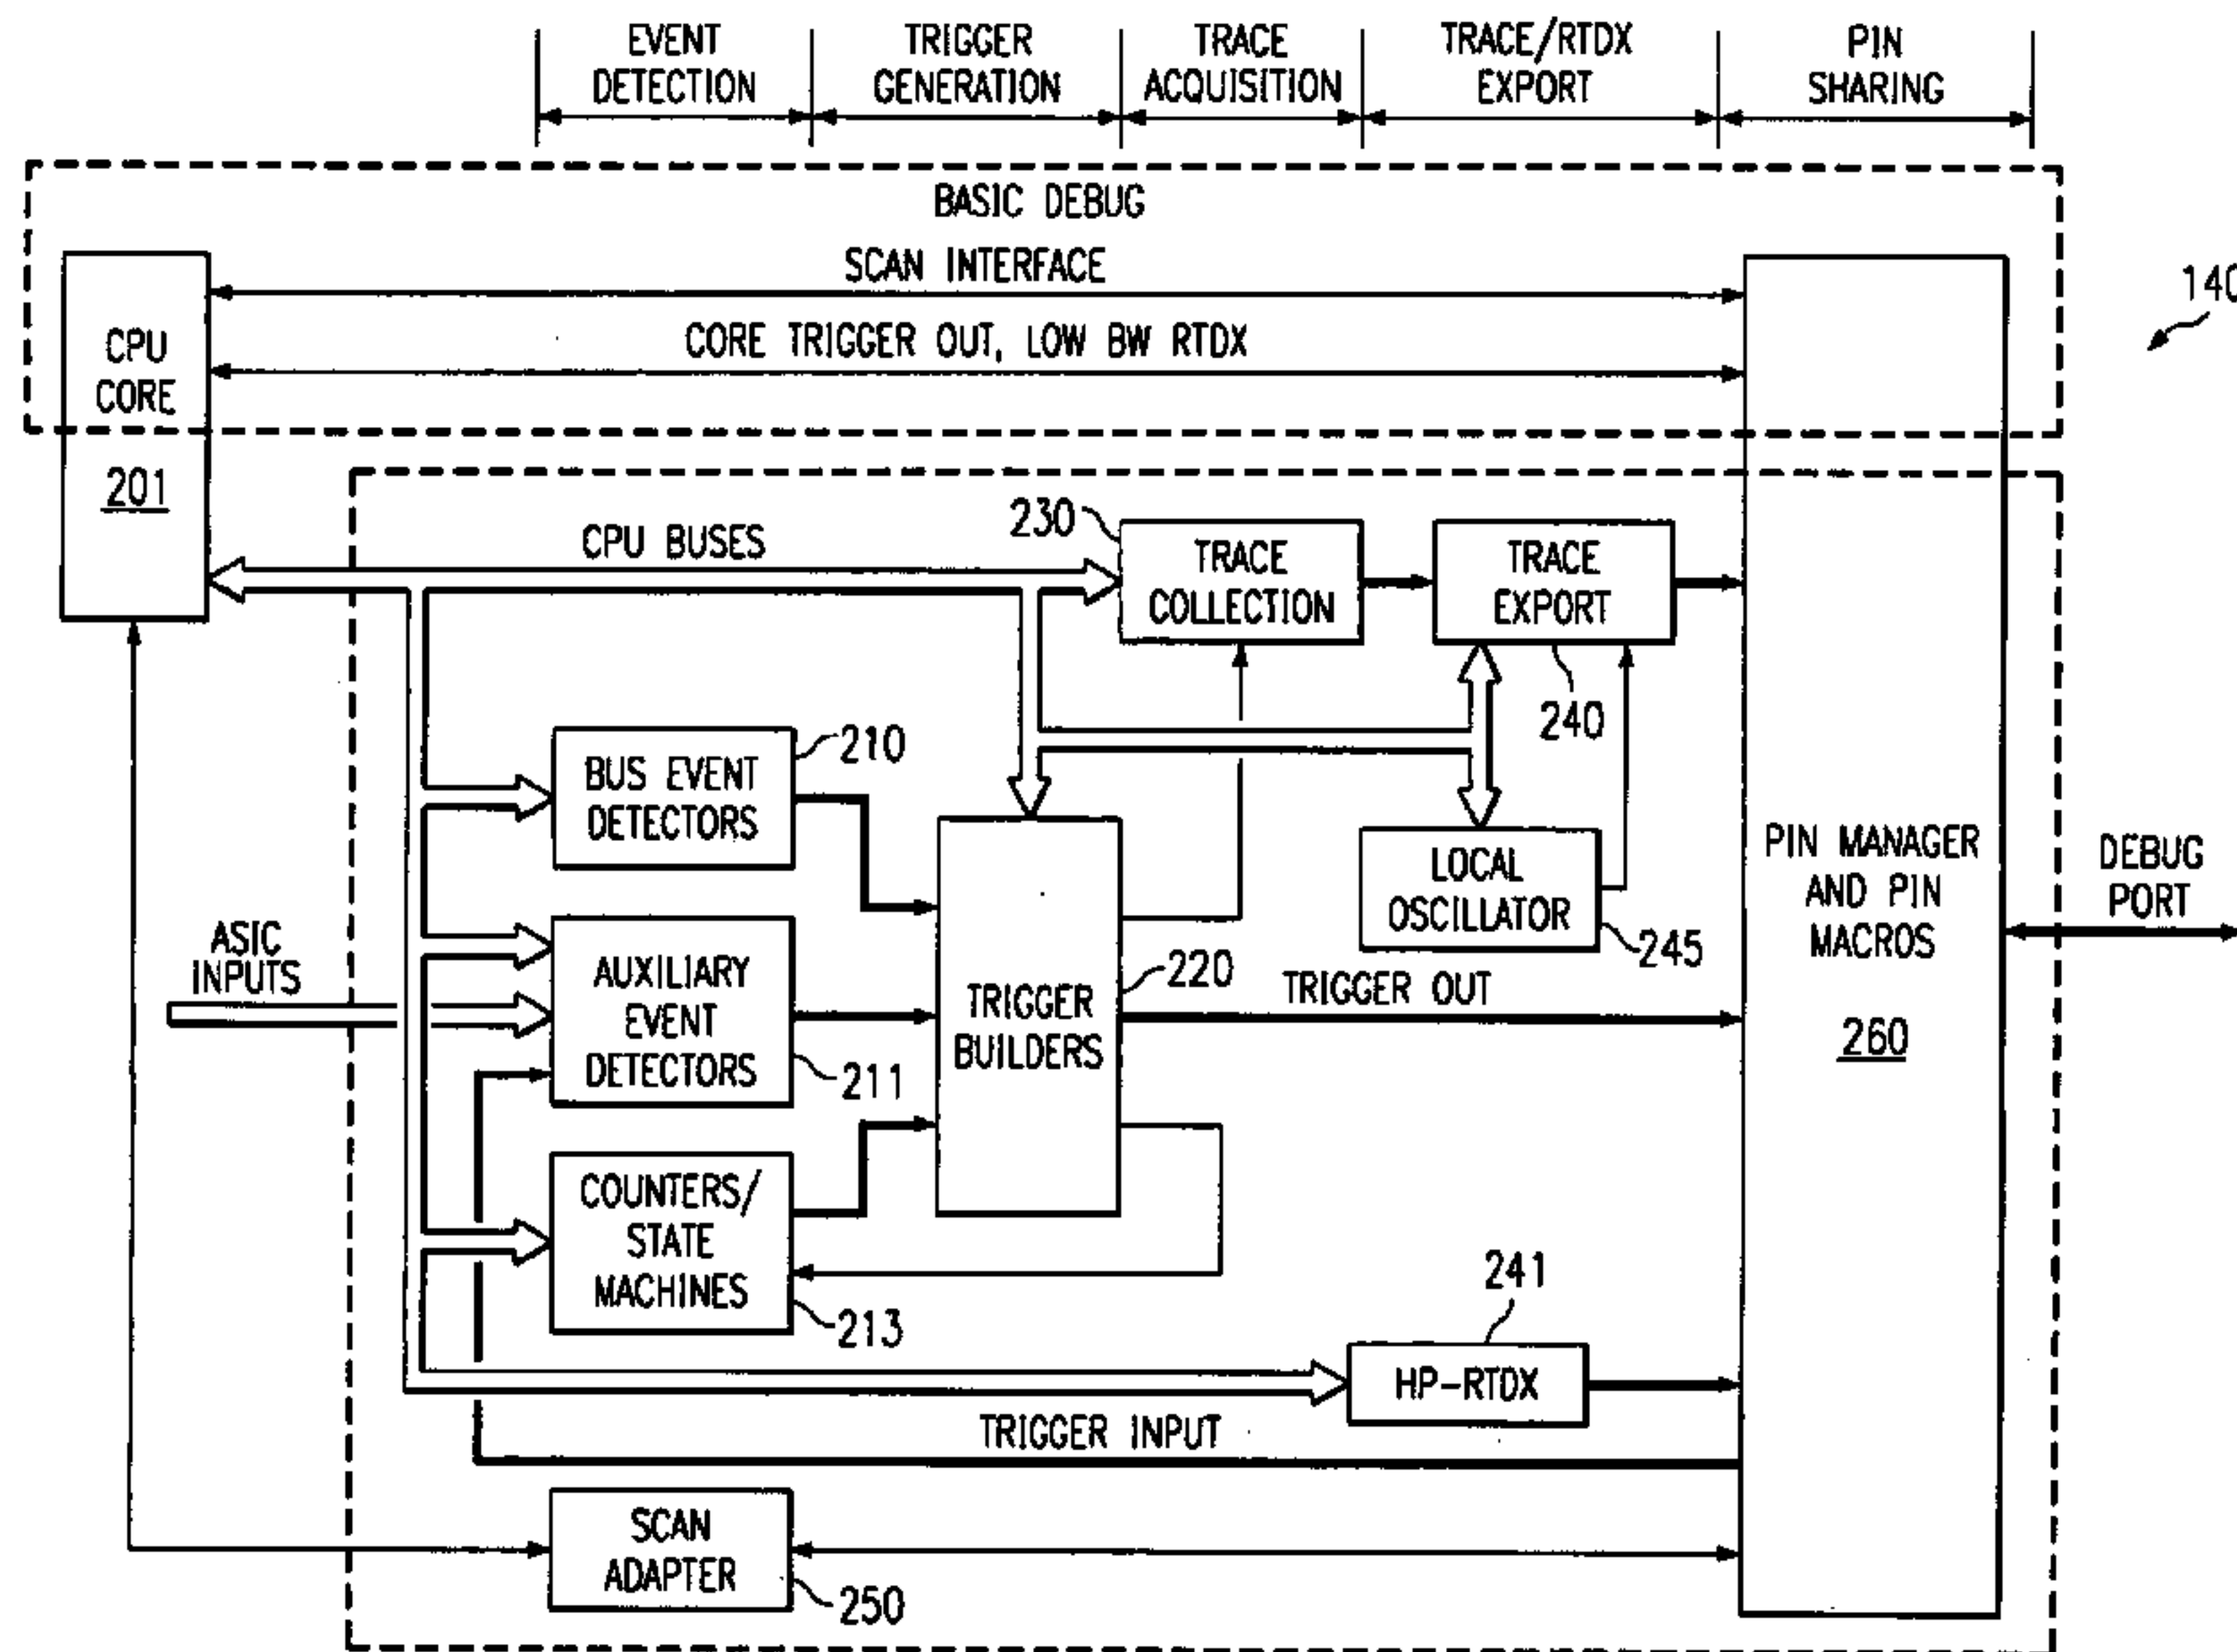 EVENT
DETECTION
TRIGGER
GENERATION
TRACE
ACQUISITION
TRACE/RTDX
EXPORT
PIN
SHARING
BASIC DEBUG
SCAN INTERFACE
CORE TRIGGER OUT, LOW BW RTDX
140
CPU
CORE
201
CPU BUSES
230
TRACE
COLLECTION
TRACE
EXPORT
240
210
BUS EVENT
DETECTORS
LOCAL
OSCILLATOR
245
PIN MANAGER
AND PIN
MACROS
260
DEBUG
PORT
ASIC
INPUTS
AUXILIARY
EVENT
DETECTORS
211
220
TRIGGER
BUILDERS
TRIGGER OUT
COUNTERS/
STATE
MACHINES
213
241
HP-RTDX
TRIGGER INPUT
SCAN
ADAPTER
250